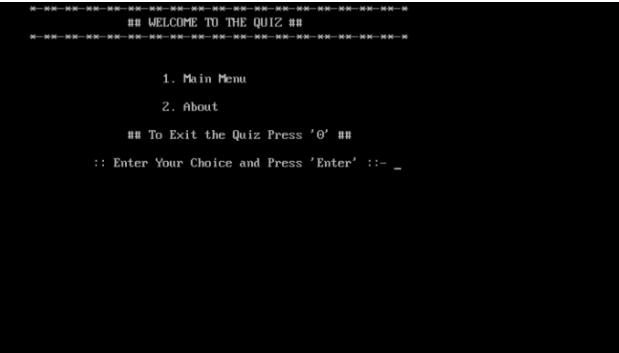 *-**-**-**-**-**-**-**-**-**-**-**-**-**-**-**-**-**-*
## WELCOME TO THE QUIZ ##
*-**-**-**-**-**-**-**-**-**-**-**-**-**-**-**-**-**-*
1. Main Menu
2. About
## To Exit the Quiz Press '0' ##
:: Enter Your Choice and Press 'Enter' ::- _